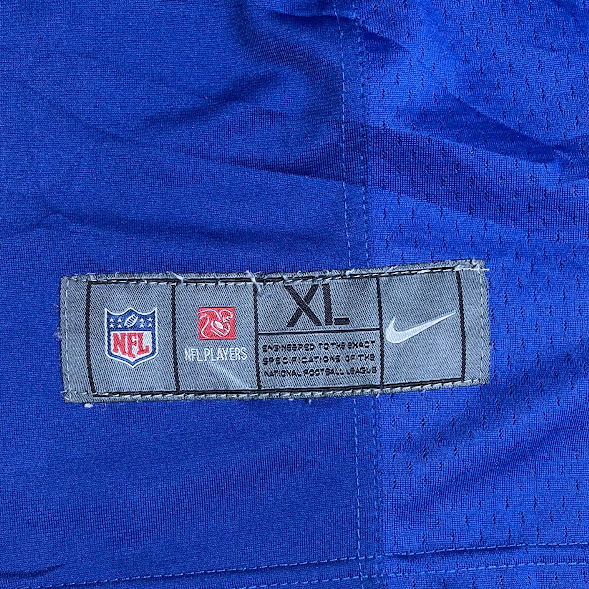 NFL
NFL PLAYERS
XL
ENGINEERED TO THE EXACT
SPECIFICATIONS OF THE
NATIONAL FOOTBALL LEAGUE